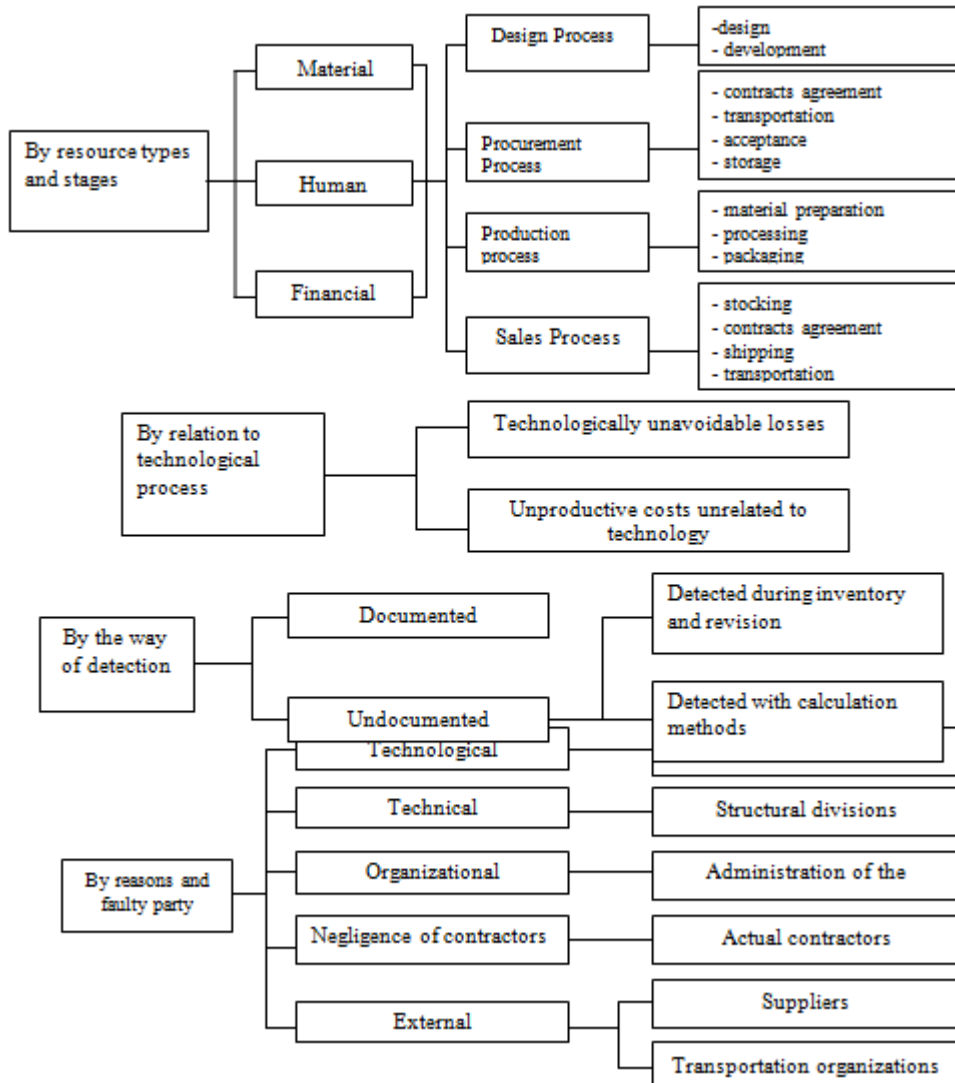 By resource types
and stages
Material
Human
Financial
Design Process
-design
- development
Procurement
Process
- contracts agreement
- transportation
- acceptance
- storage
Production
process
- material preparation
- processing
- packaging
Sales Process
- stocking
- contracts agreement
- shipping
- transportation
By relation to
technological
process
Technologically unavoidable losses
Unproductive costs unrelated to
technology
By the way
of detection
Documented
Undocumented
Detected during inventory
and revision
Detected with calculation
methods
By reasons and
faulty party
Technological
Technical
Structural divisions
Organizational
Administration of the
Negligence of contractors
Actual contractors
External
Suppliers
Transportation organizations